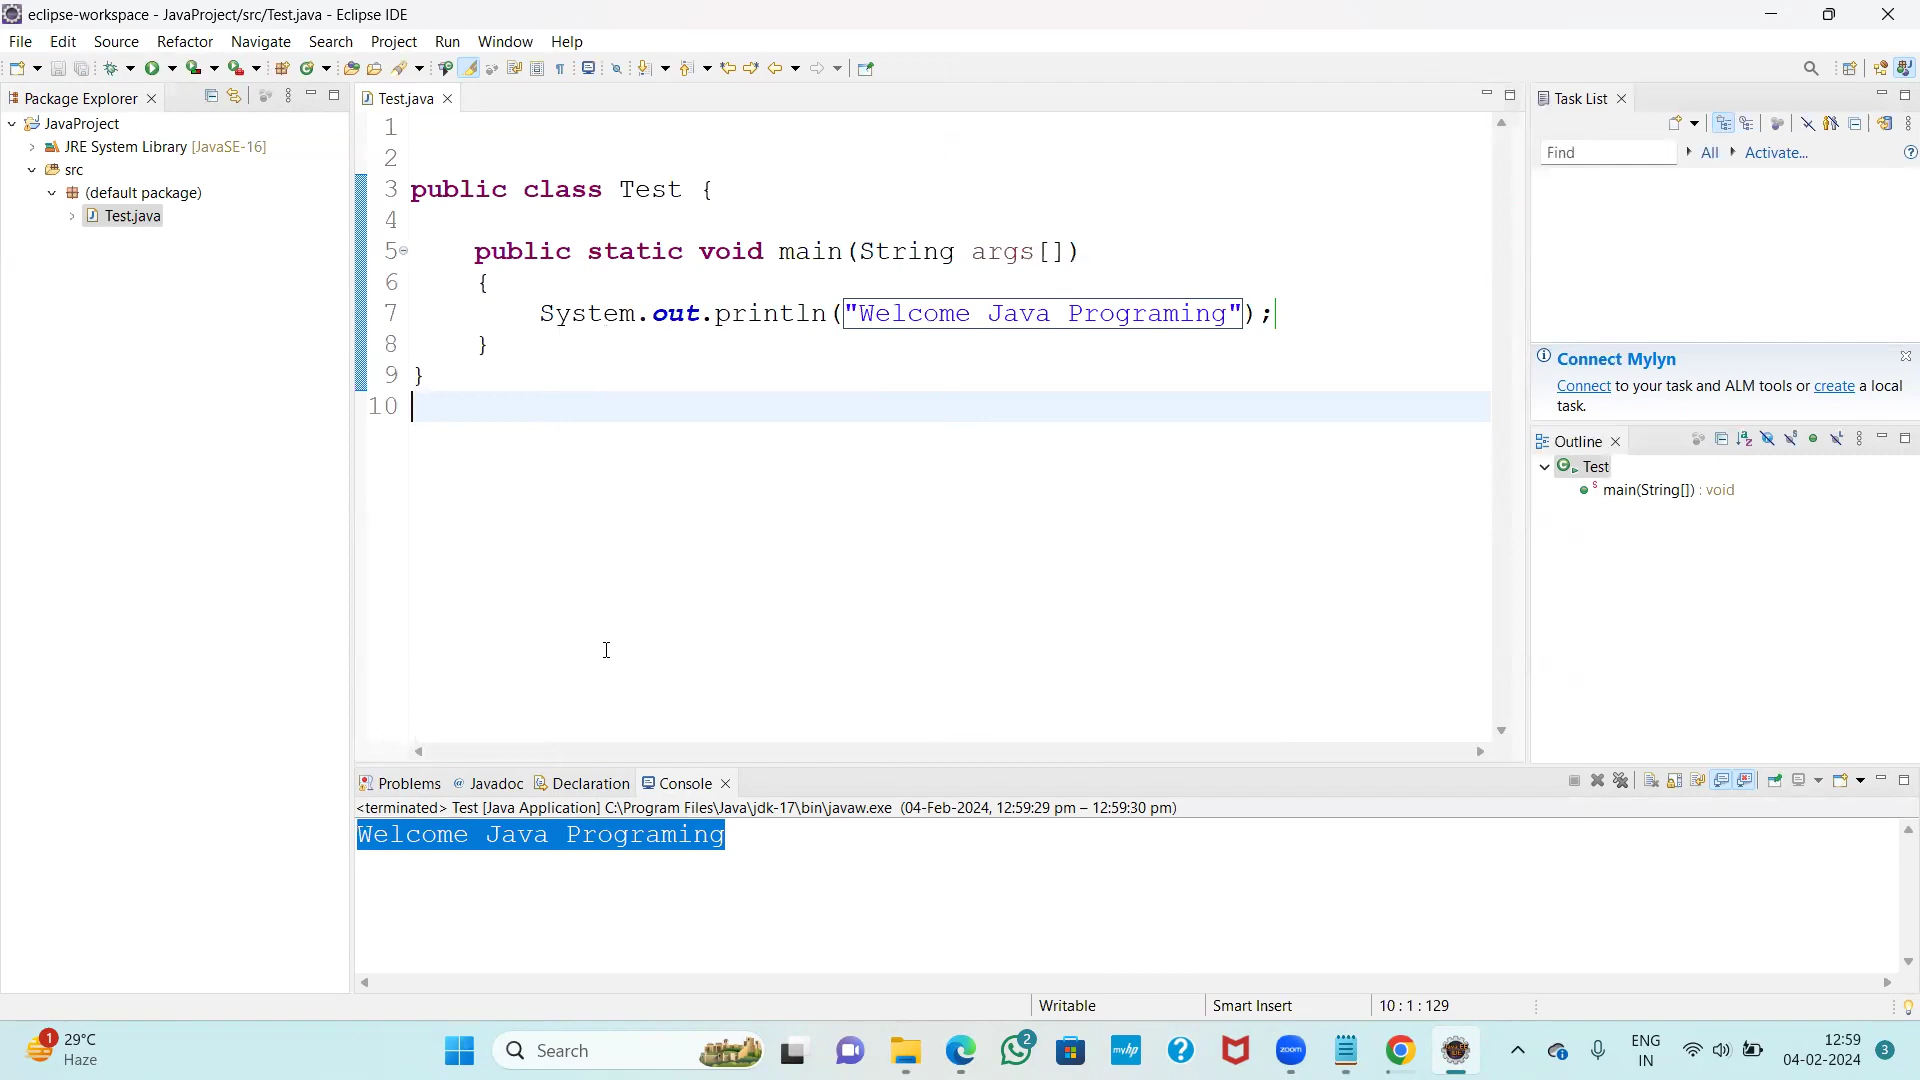 eclipse-workspace - JavaProject/src/Test.java - Eclipse IDE
File Edit Source Refactor Navigate Search Project Run Window Help
Package Explorer
JavaProject
JRE System Library [JavaSE-16]
src
(default package)
Test.java
Test.java
1
2
3 public class Test {
4
5 public static void main(String args[])
6 {
7 System.out.println("Welcome Java Programing");
8 }
9 }
10
Task List
Find All Activate...
Connect Mylyn
Connect to your task and ALM tools or create a local
task.
Outline
Test
main(String[]) : void
Problems @ Javadoc Declaration Console
<terminated> Test [Java Application] C:\Program Files\Java\jdk-17\bin\javaw.exe (04-Feb-2024, 12:59:29 pm – 12:59:30 pm)
Welcome Java Programing
Writable Smart Insert 10 : 1 : 129
1 29°C
Haze
Search
2
myhp
zoom
ENG
IN
12:59
04-02-2024
3